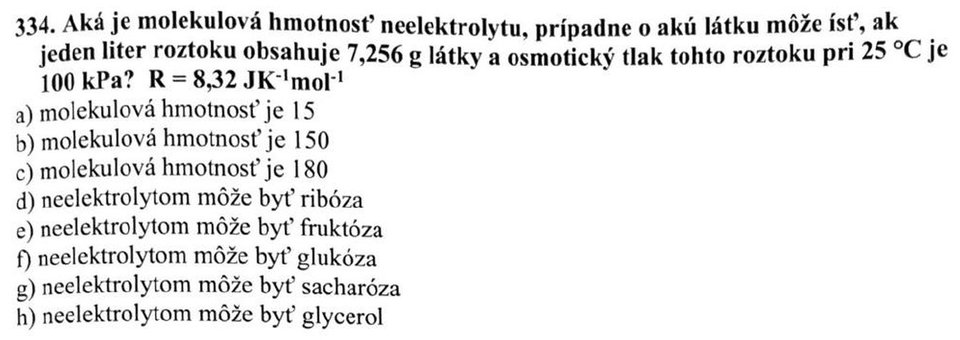 334. Aká je molekulová hmotnosť neelektrolytu, prípadne o akú látku môže ísť, ak
jeden liter roztoku obsahuje 7,256 g látky a osmotický tlak tohto roztoku pri 25 °C je
100 kPa? R = 8,32 JK⁻¹mol⁻¹
a) molekulová hmotnosť je 15
b) molekulová hmotnosť je 150
c) molekulová hmotnosť je 180
d) neelektrolytom môže byť ribóza
e) neelektrolytom môže byť fruktóza
f) neelektrolytom môže byť glukóza
g) neelektrolytom môže byť sacharóza
h) neelektrolytom môže byť glycerol